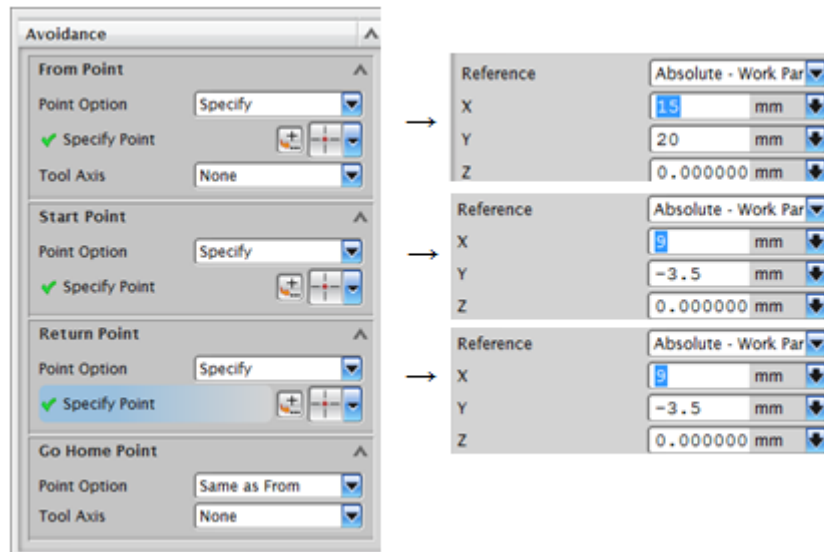 Avoidance
From Point
Point Option Specify
Specify Point
Tool Axis None
Start Point
Point Option Specify
Specify Point
Return Point
Point Option Specify
Specify Point
Go Home Point
Point Option Same as From
Tool Axis None
Reference Absolute - Work Par
X 15 mm
Y 20 mm
Z 0.000000 mm
Reference Absolute - Work Par
X 9 mm
Y -3.5 mm
Z 0.000000 mm
Reference Absolute - Work Par
X 9 mm
Y -3.5 mm
Z 0.000000 mm